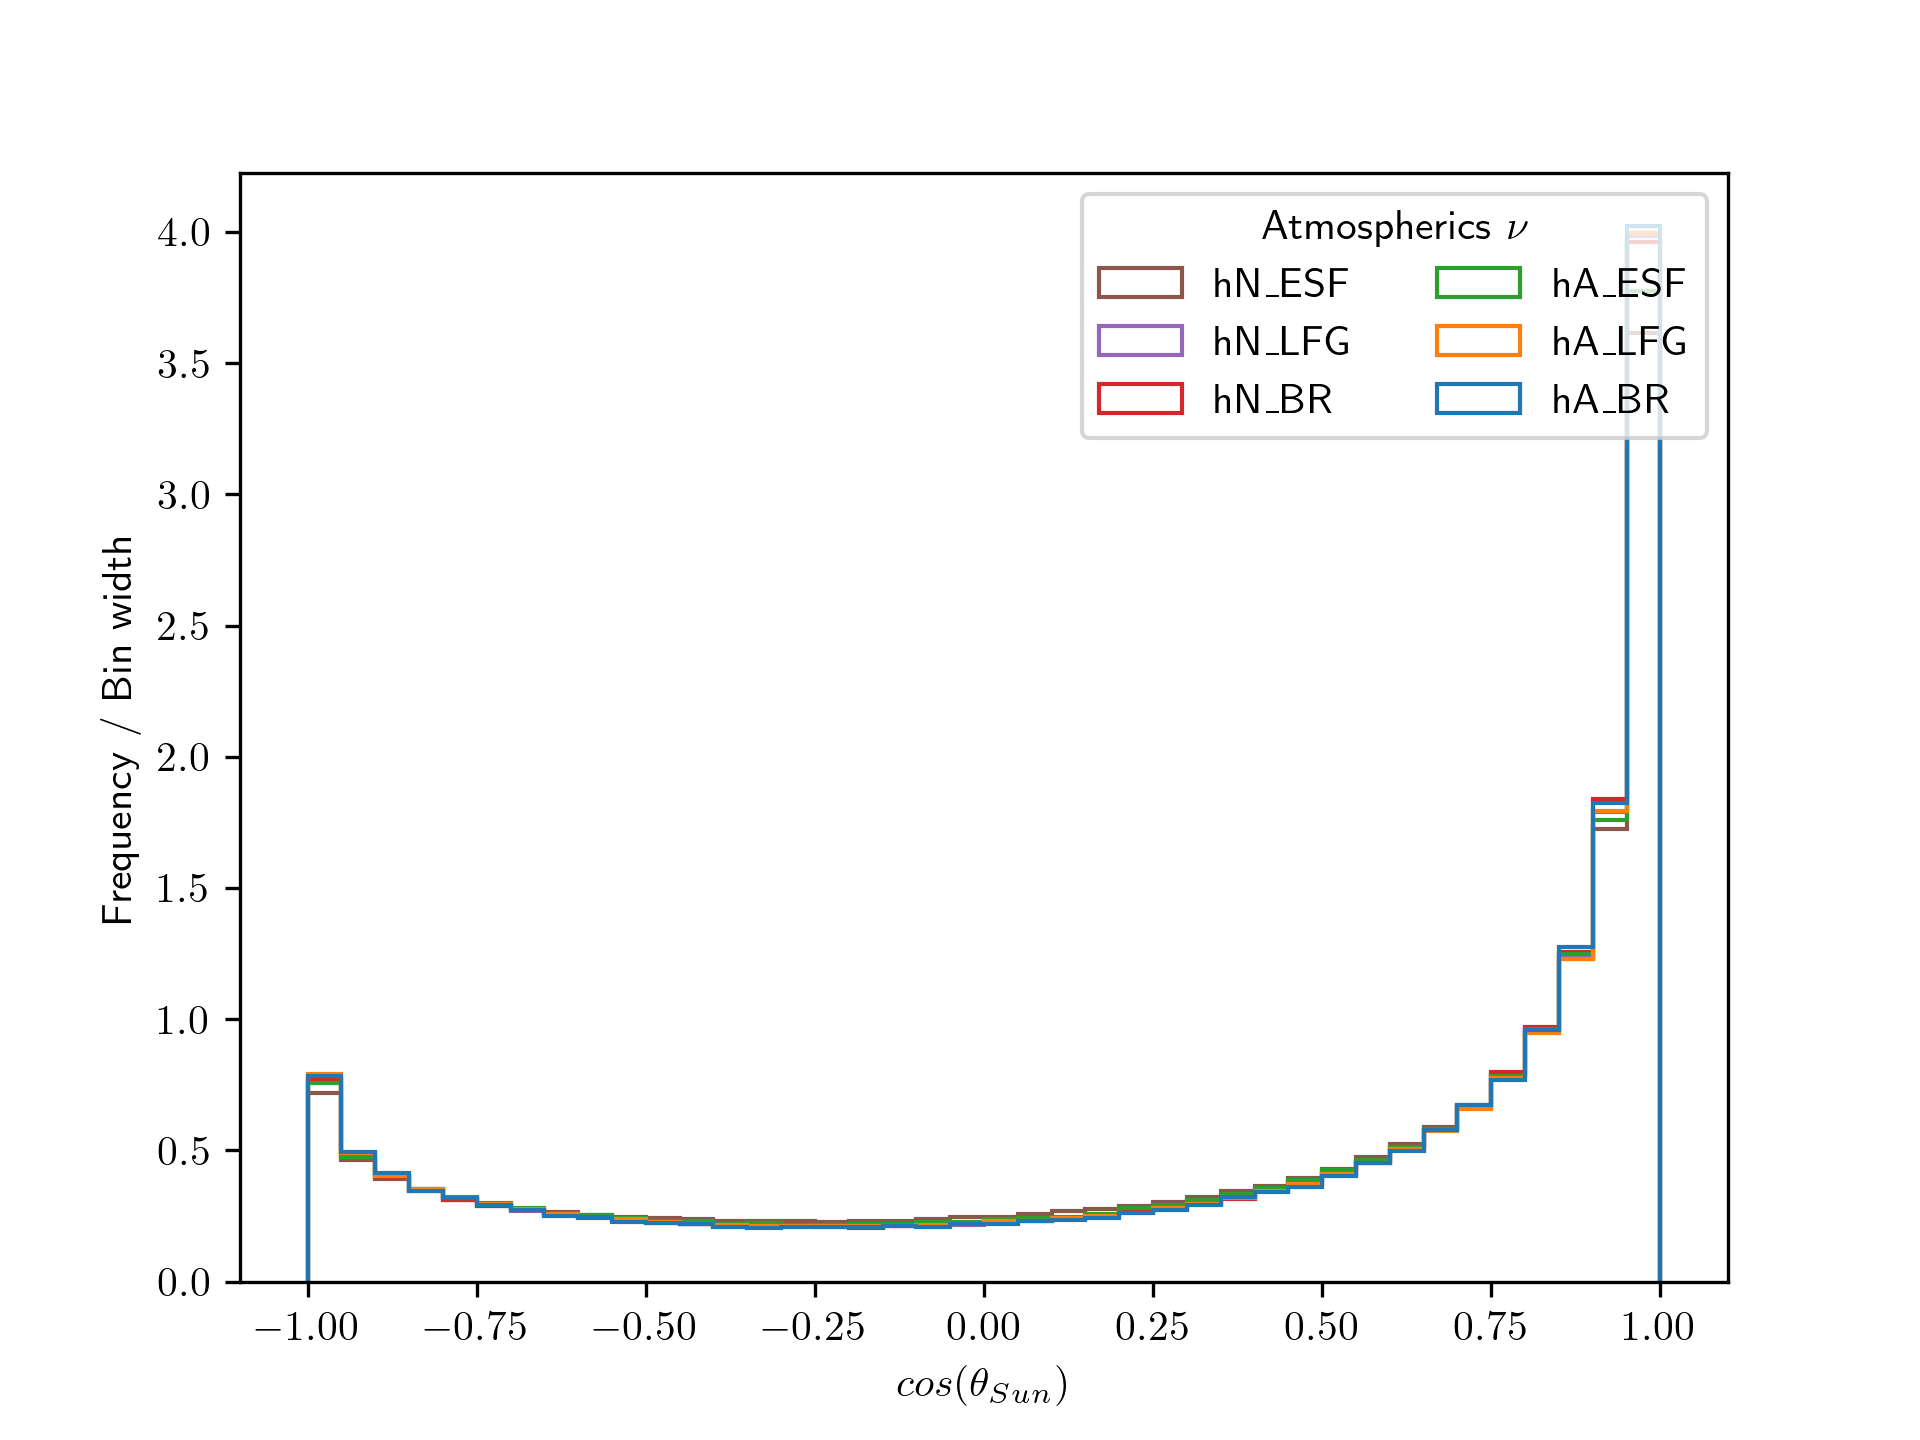 Atmospherics ν
hN_ESF hA_ESF
hN_LFG hA_LFG
hN_BR hA_BR
Frequency / Bin width
4.0
3.5
3.0
2.5
2.0
1.5
1.0
0.5
0.0
−1.00 −0.75 −0.50 −0.25 0.00 0.25 0.50 0.75 1.00
cos(θ_Sun)